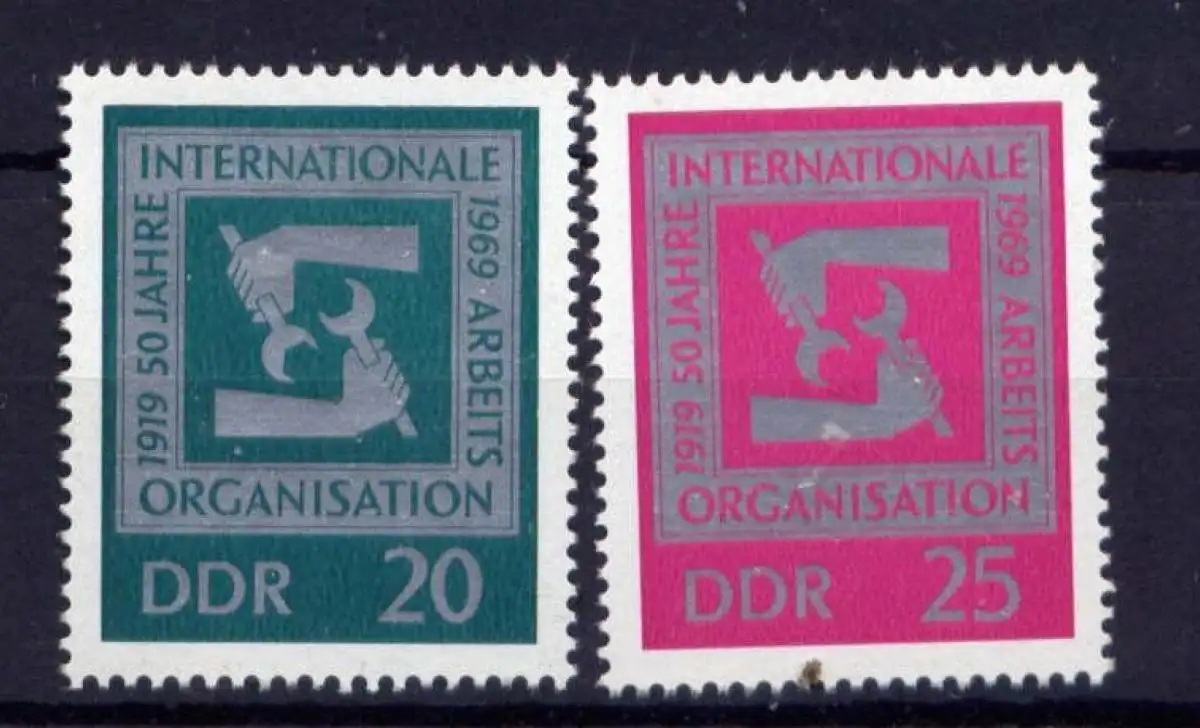 INTERNATIONALE
1919 50 JAHRE
1969 ARBEITS
ORGANISATION
DDR 20
INTERNATIONALE
1919 50 JAHRE
1969 ARBEITS
ORGANISATION
DDR 25